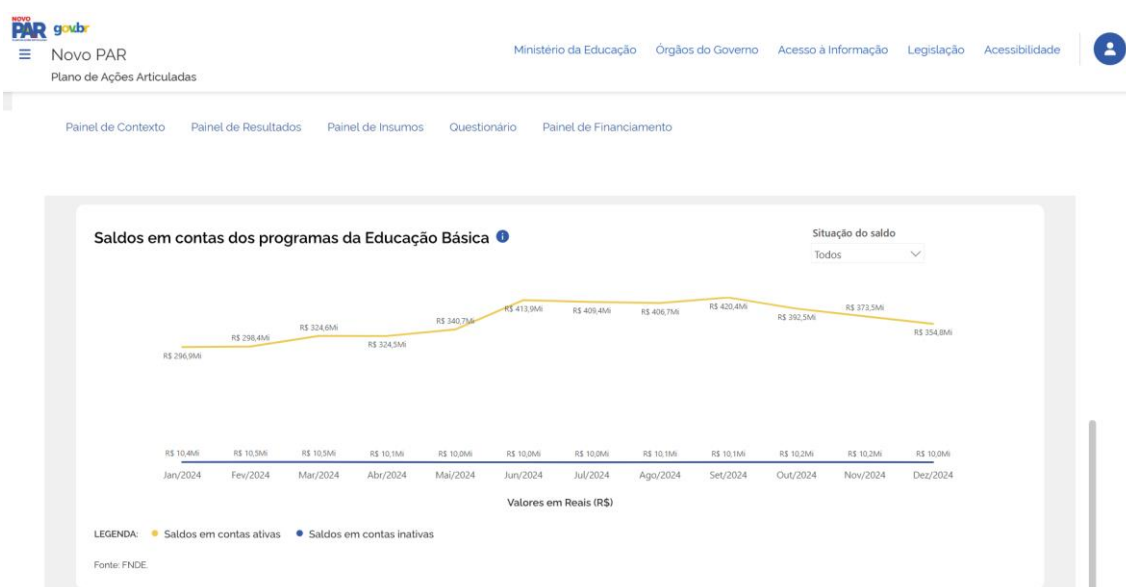 NOVO
PAR gov.br
Novo PAR
Plano de Ações Articuladas
Ministério da Educação Órgãos do Governo Acesso à Informação Legislação Acessibilidade
Painel de Contexto Painel de Resultados Painel de Insumos Questionário Painel de Financiamento
Saldos em contas dos programas da Educação Básica
Situação do saldo
Todos
R$ 296,9Mi R$ 298,4Mi R$ 324,6Mi R$ 324,5Mi R$ 340,7Mi R$ 413,9Mi R$ 409,4Mi R$ 406,7Mi R$ 420,4Mi R$ 392,5Mi R$ 373,5Mi R$ 354,8Mi
R$ 10,4Mi R$ 10,5Mi R$ 10,5Mi R$ 10,1Mi R$ 10,0Mi R$ 10,0Mi R$ 10,0Mi R$ 10,1Mi R$ 10,1Mi R$ 10,2Mi R$ 10,2Mi R$ 10,0Mi
Jan/2024 Fev/2024 Mar/2024 Abr/2024 Mai/2024 Jun/2024 Jul/2024 Ago/2024 Set/2024 Out/2024 Nov/2024 Dez/2024
Valores em Reais (R$)
LEGENDA: Saldos em contas ativas Saldos em contas inativas
Fonte: FNDE.